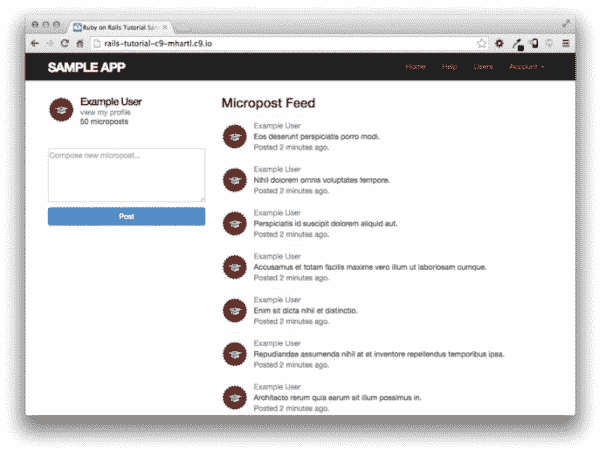 Ruby on Rails Tutorial Sam
rails-tutorial-c9-mhartl.c9.io
SAMPLE APP
Home Help Users Account
Example User
view my profile
50 microposts
Compose new micropost...
Post
Micropost Feed
Example User
Eos deserunt perspiciatis porro modi.
Posted 2 minutes ago.
Example User
Nihil dolorem omnis voluptates tempore.
Posted 2 minutes ago.
Example User
Perspiciatis id suscipit dolorem aliquid aut.
Posted 2 minutes ago.
Example User
Accusamus et totam facilis maxime vero illum ut laboriosam cumque.
Posted 2 minutes ago.
Example User
Enim sit dicta nihil et distinctio.
Posted 2 minutes ago.
Example User
Repudiandae assumenda nihil at et inventore repellendus temporibus ipsa.
Posted 2 minutes ago.
Example User
Architecto rerum quia earum sit illum possimus in.
Posted 2 minutes ago.